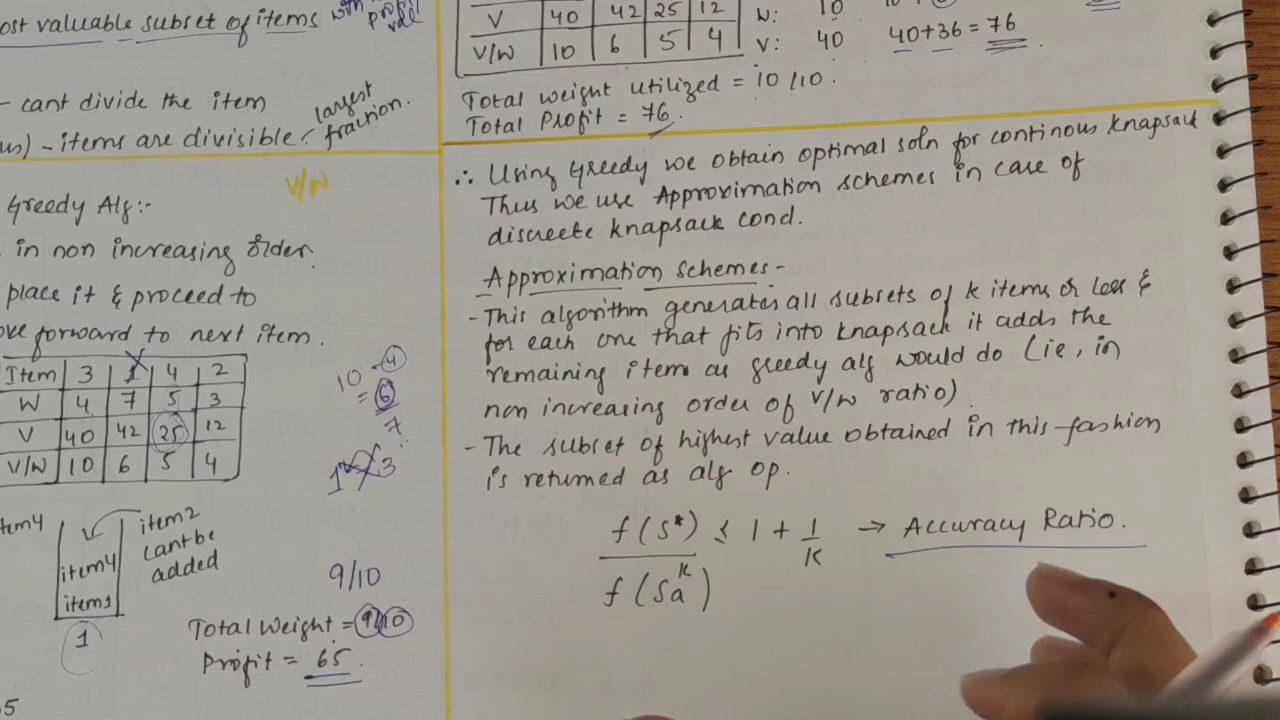 ost valuable subset of items
with profit val
- cant divide the item
us) - items are divisible < largest fraction.
V/W
Greedy Alg:-
in non increasing order.
place it & proceed to
ove forward to next item.
Item 3 1 4 2
W 4 7 5 3
V 40 42 25 12
V/W 10 6 5 4
10-4
= 6
7
1 3
tem4
item2
cant be
added
item4
items
1
9/10
Total Weight = 9/10
Profit = 65.
V 40 42 25 12
V/W 10 6 5 4
W: 10
V: 40 40+36 = 76
Total weight utilized = 10/10.
Total Profit = 76.
∴ Using Greedy we obtain optimal soln for continous knapsack
Thus we use Approximation schemes in case of
discreete knapsack cond.
Approximation schemes-
- This algorithm generates all subsets of k items or less &
for each one that fits into knapsack it adds the
remaining items as greedy alg would do (ie, in
non increasing order of V/W ratio)
- The subset of highest value obtained in this fashion
is returned as alg op.
f(S*) / f(Sa^k) ≤ 1 + 1/k → Accuracy Ratio.